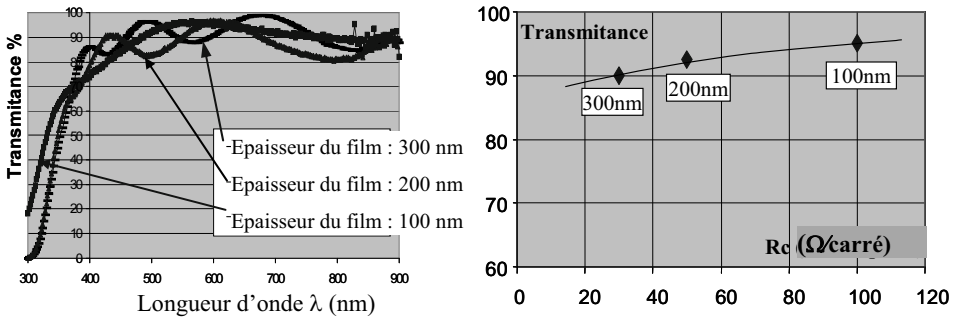 Transmitance %
100
90
80
70
60
50
40
30
20
10
0
300 400 500 600 700 800 900
Longueur d’onde λ (nm)
-Epaisseur du film : 300 nm
-Epaisseur du film : 200 nm
-Epaisseur du film : 100 nm
Transmitance
100
90
80
70
60
300nm
200nm
100nm
Rc (Ω/carré)
0 20 40 60 80 100 120